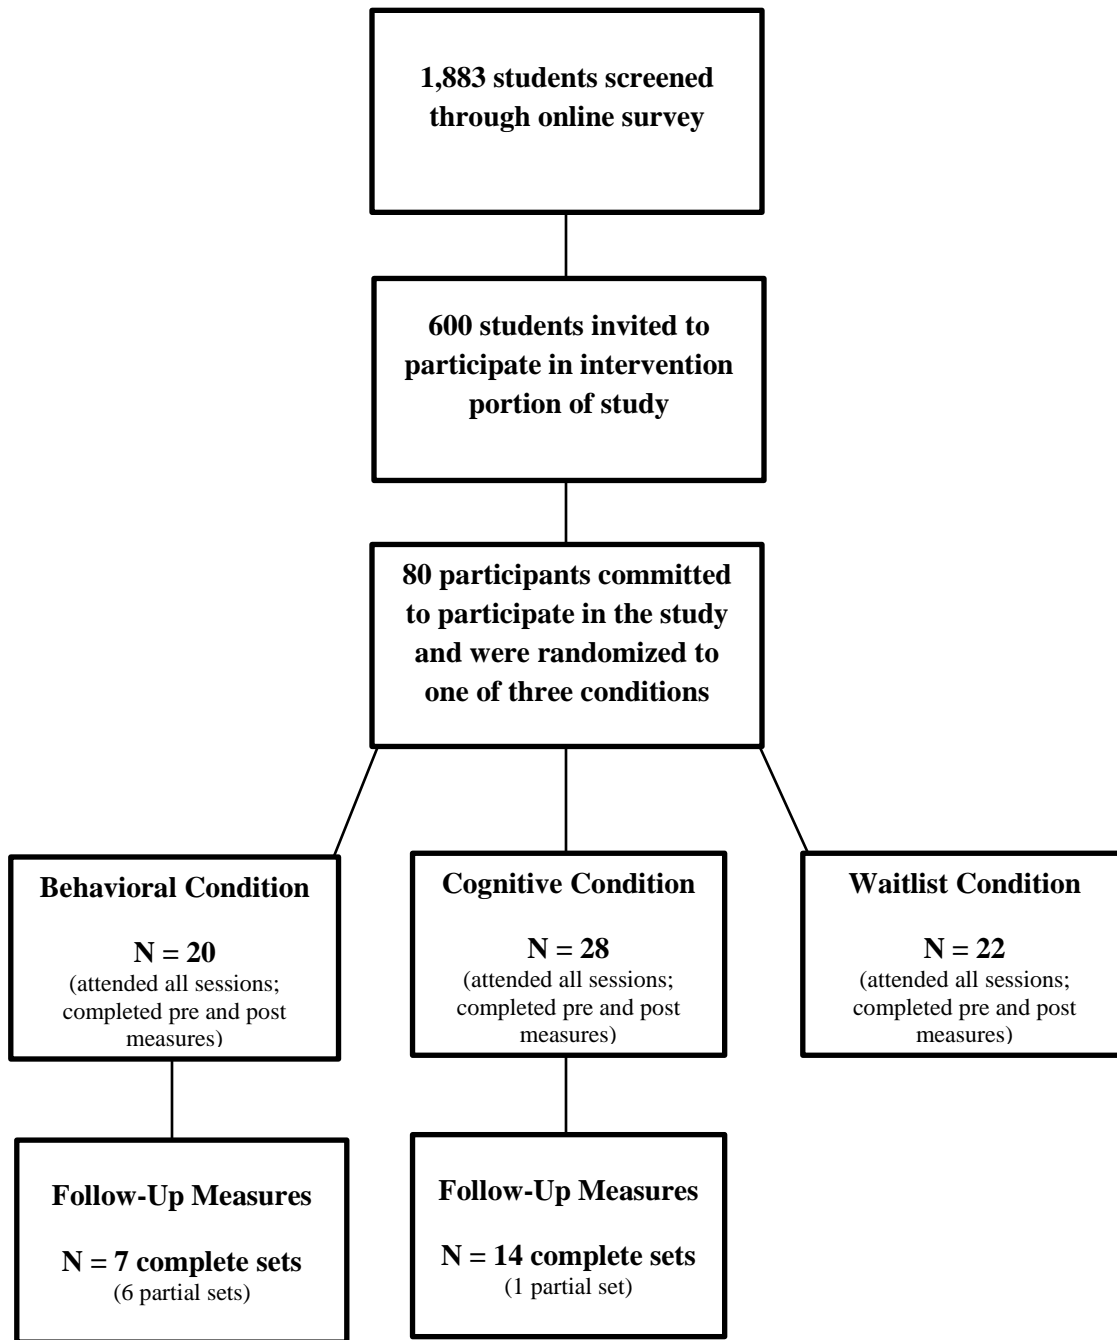 1,883 students screened
through online survey
600 students invited to
participate in intervention
portion of study
80 participants committed
to participate in the study
and were randomized to
one of three conditions
Behavioral Condition
N = 20
(attended all sessions;
completed pre and post
measures)
Cognitive Condition
N = 28
(attended all sessions;
completed pre and post
measures)
Waitlist Condition
N = 22
(attended all sessions;
completed pre and post
measures)
Follow-Up Measures
N = 7 complete sets
(6 partial sets)
Follow-Up Measures
N = 14 complete sets
(1 partial set)